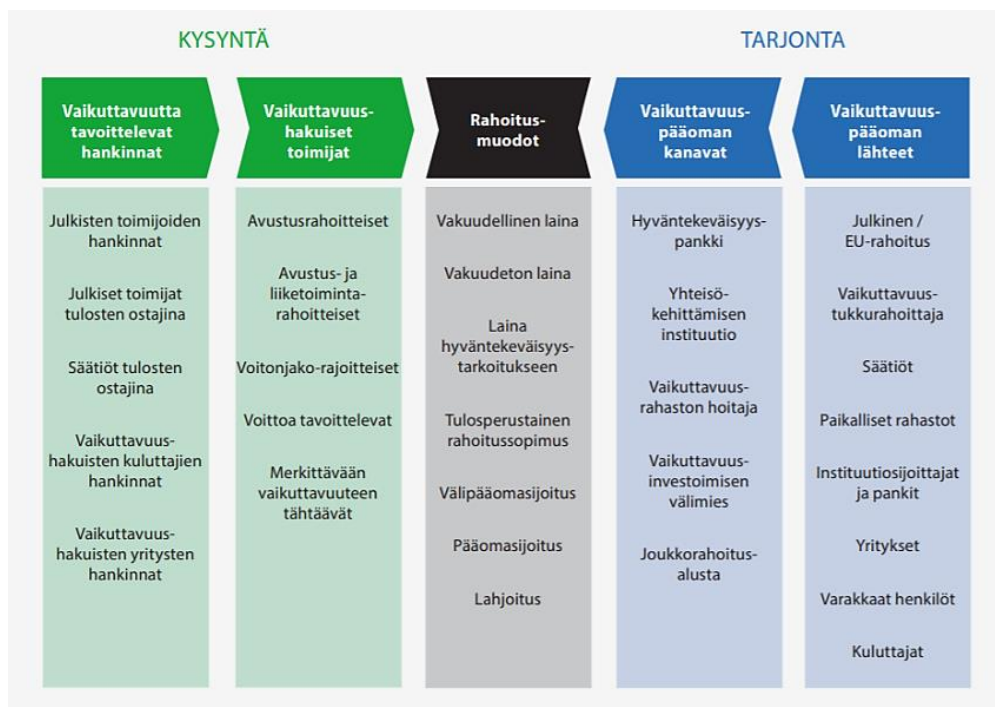 KYSYNTÄ
TARJONTA
Vaikuttavuutta
tavoittelevat
hankinnat
Vaikuttavuus-
hakuiset
toimijat
Rahoitus-
muodot
Vaikuttavuus-
pääoman
kanavat
Vaikuttavuus-
pääoman
lähteet
Julkisten toimijoiden
hankinnat
Julkiset toimijat
tulosten ostajina
Säätiöt tulosten
ostajina
Vaikuttavuus-
hakuisten kuluttajien
hankinnat
Vaikuttavuus-
hakuisten yritysten
hankinnat
Avustusrahoitteiset
Avustus- ja
liiketoiminta-
rahoitteiset
Voitonjako-rajoitteiset
Voittoa tavoittelevat
Merkittävään
vaikuttavuuteen
tähtäävät
Vakuudellinen laina
Vakuudeton laina
Laina
hyväntekeväisyys-
tarkoitukseen
Tulosperustainen
rahoitussopimus
Välipääomasijoitus
Pääomasijoitus
Lahjoitus
Hyväntekeväisyys-
pankki
Yhteisö-
kehittämisen
instituutio
Vaikuttavuus-
rahaston hoitaja
Vaikuttavuus-
investoimisen
välimies
Joukkorahoitus-
alusta
Julkinen /
EU-rahoitus
Vaikuttavuus-
tukkurahoittaja
Säätiöt
Paikalliset rahastot
Instituutiosijoittajat
ja pankit
Yritykset
Varakkaat henkilöt
Kuluttajat